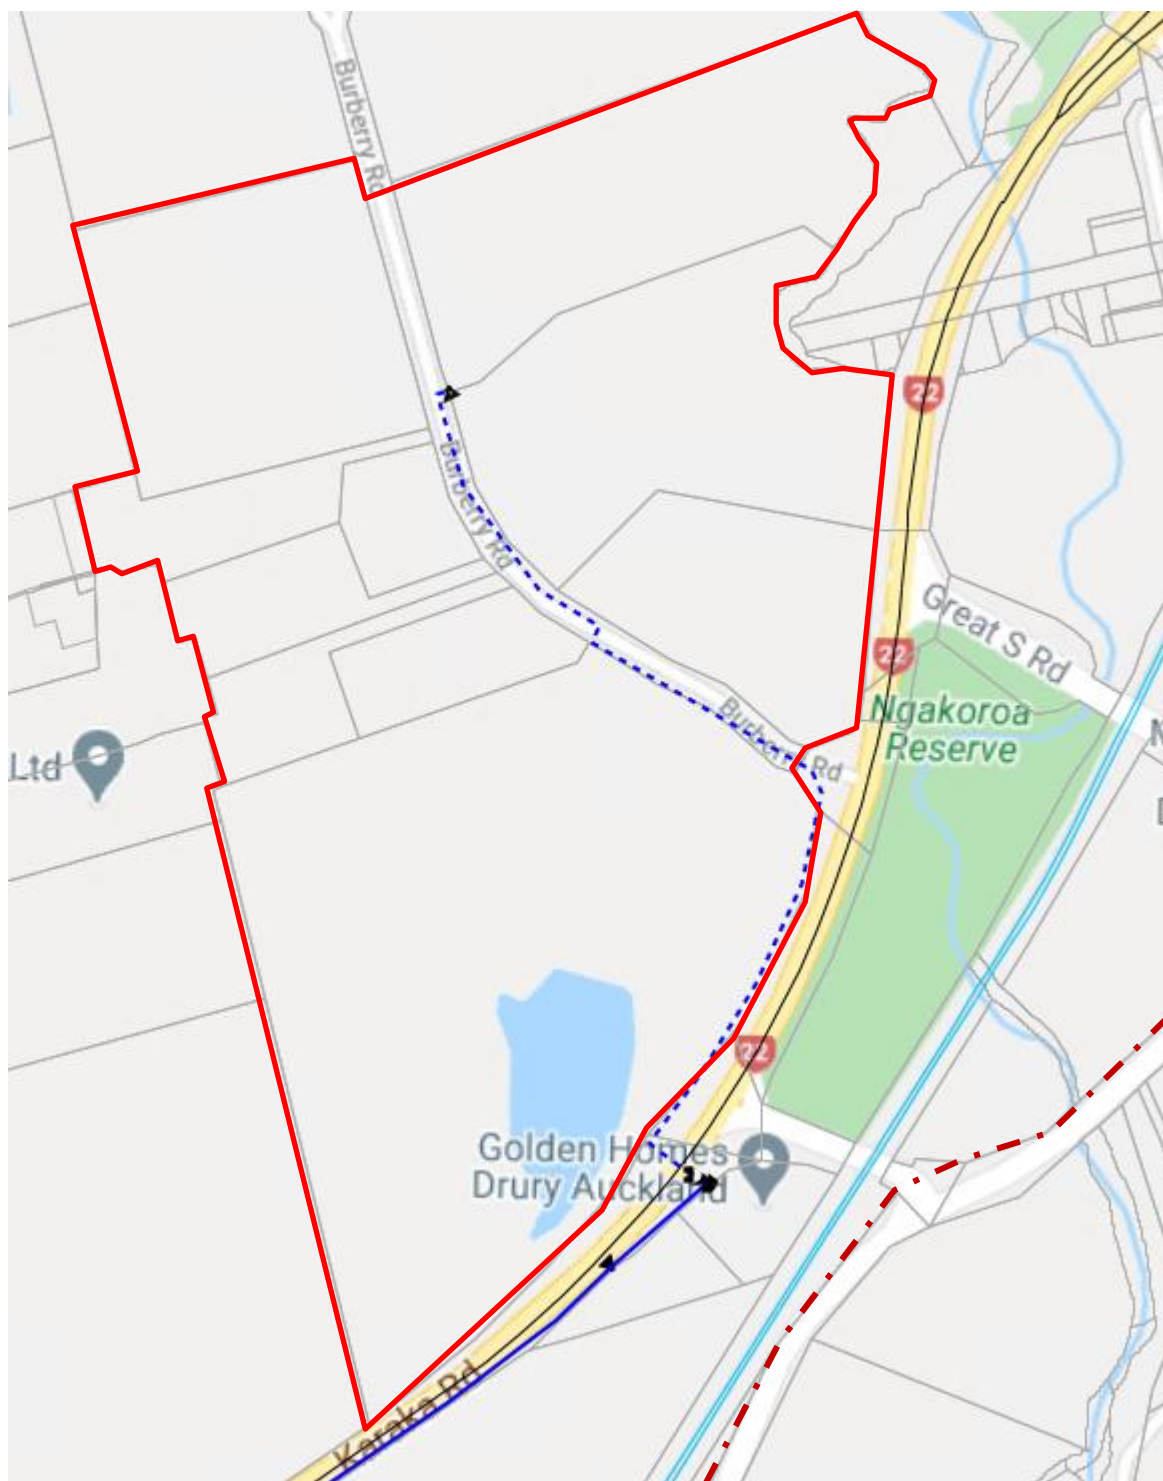 Burberry Rd
22
Burberry Rd
Great S Rd
22
Ngakoroa
Reserve
Burberry Rd
N
Ltd
22
Golden Homes
Drury Auckland
Karaka Rd